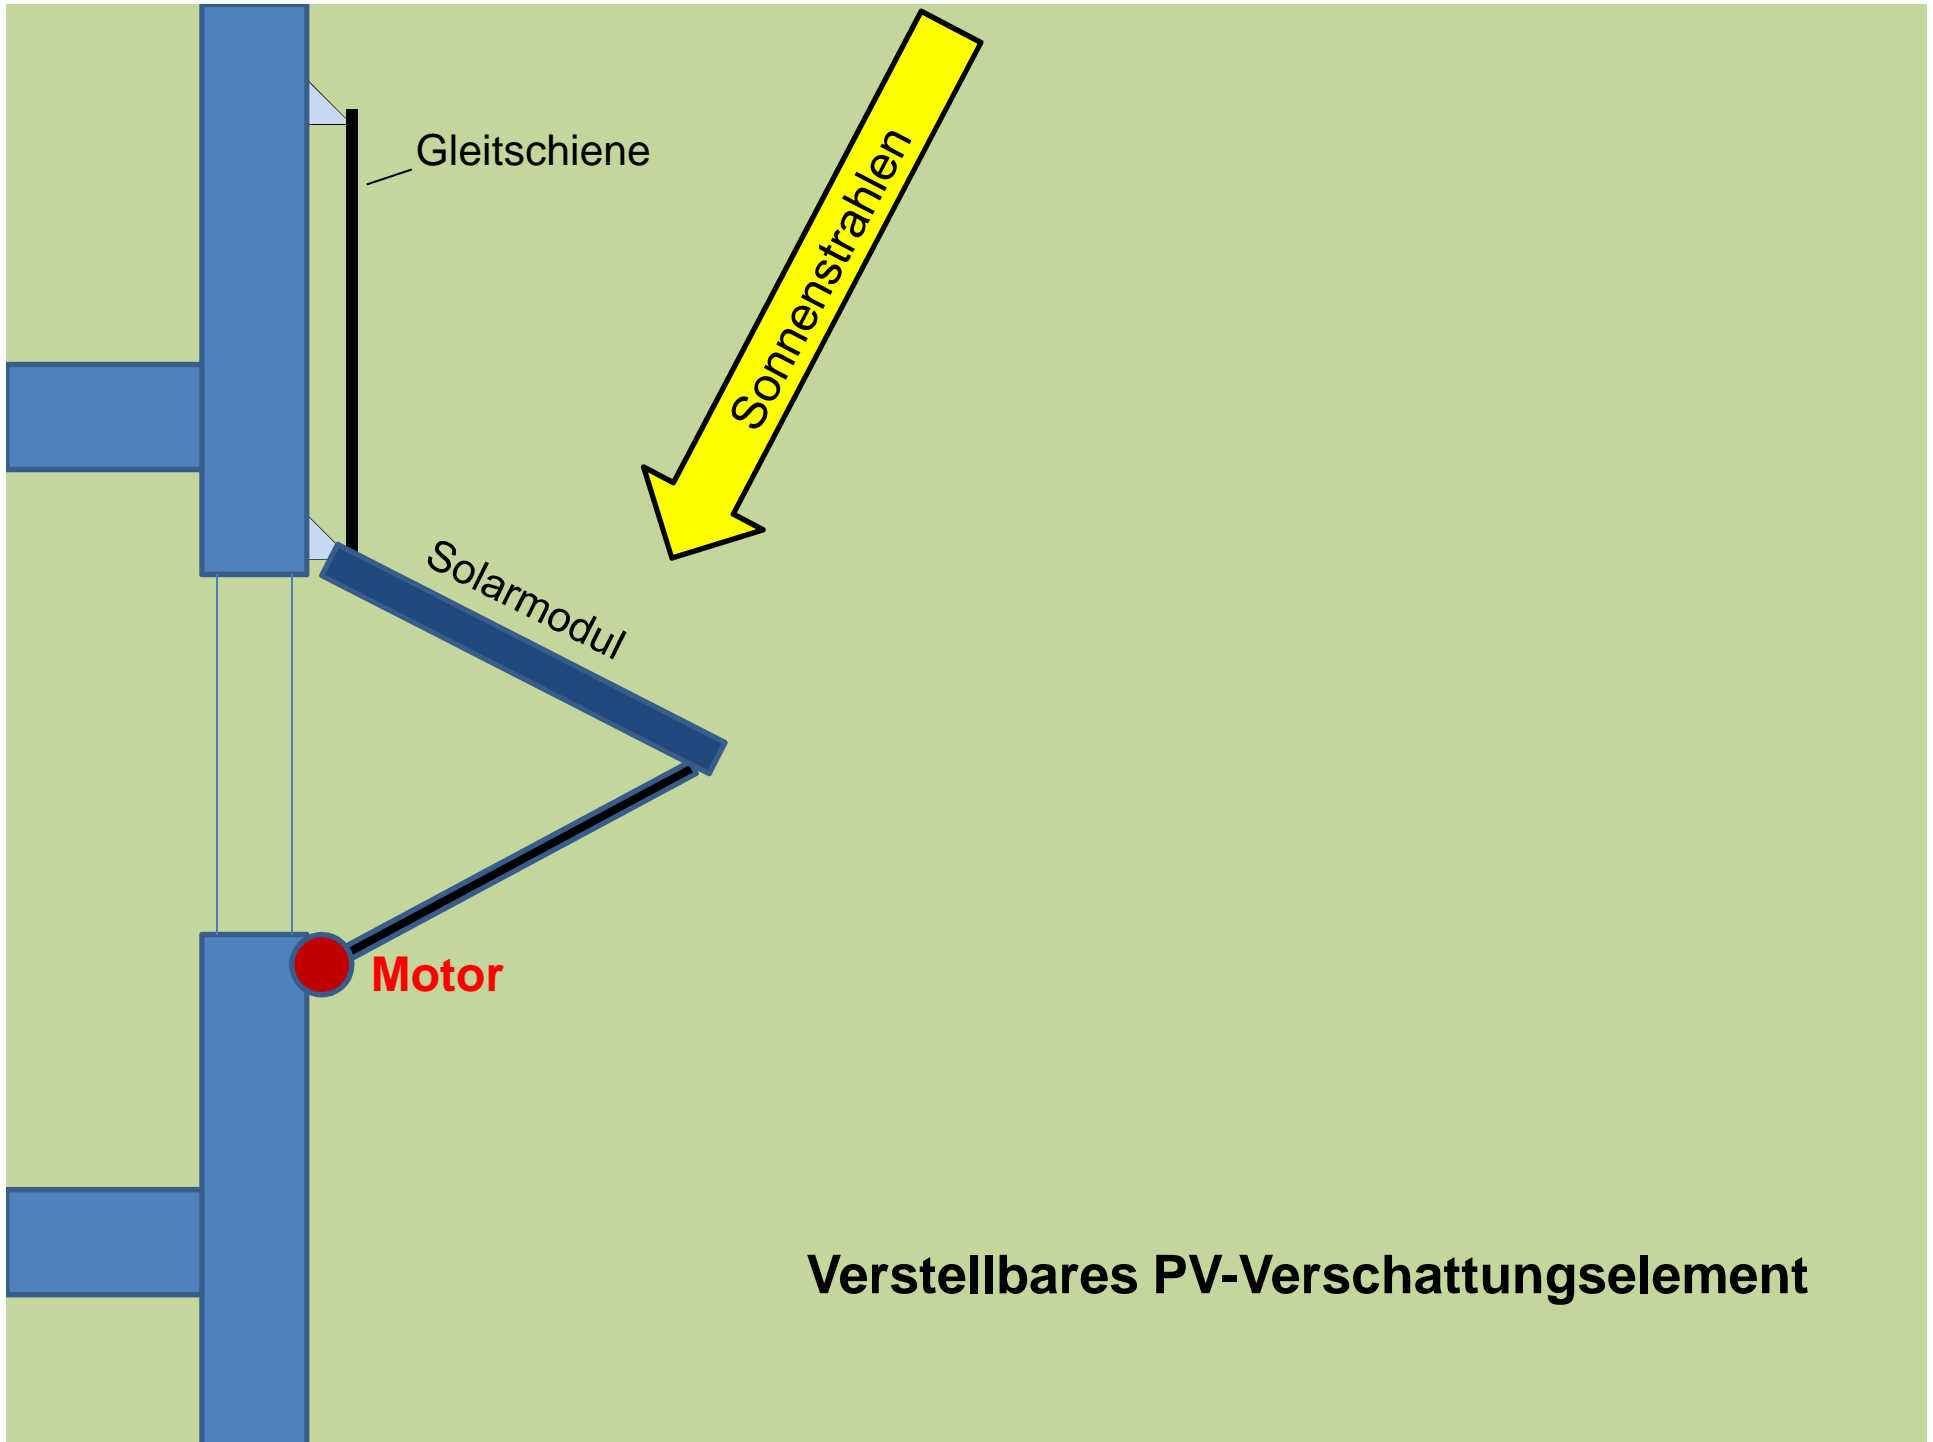 Gleitschiene
Sonnenstrahlen
Solarmodul
Motor
Verstellbares PV-Verschattungselement